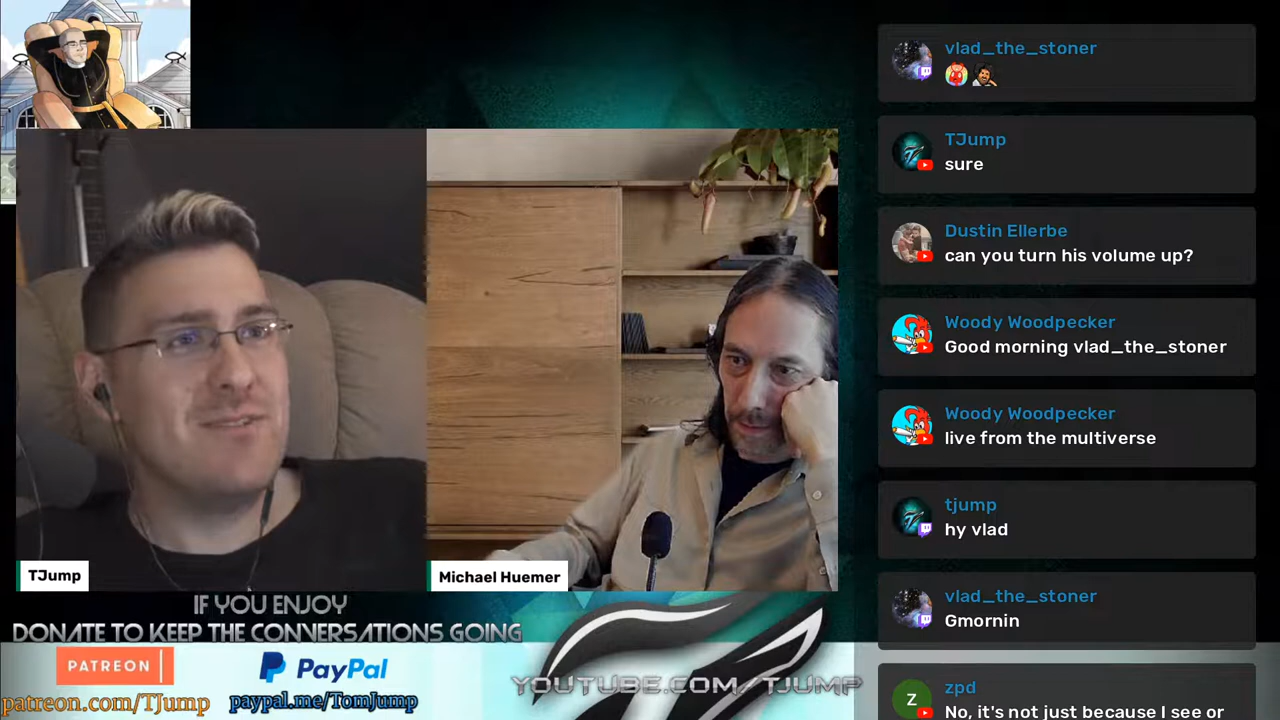 vlad_the_stoner
TJump
sure
Dustin Ellerbe
can you turn his volume up?
Woody Woodpecker
Good morning vlad_the_stoner
Woody Woodpecker
live from the multiverse
tjump
hy vlad
vlad_the_stoner
Gmornin
Z
zpd
No, it's not just because I see or
TJump
Michael Huemer
IF YOU ENJOY
DONATE TO KEEP THE CONVERSATIONS GOING
PATREON
PayPal
patreon.com/TJump
paypal.me/TomJump
YOUTUBE.COM/TJUMP